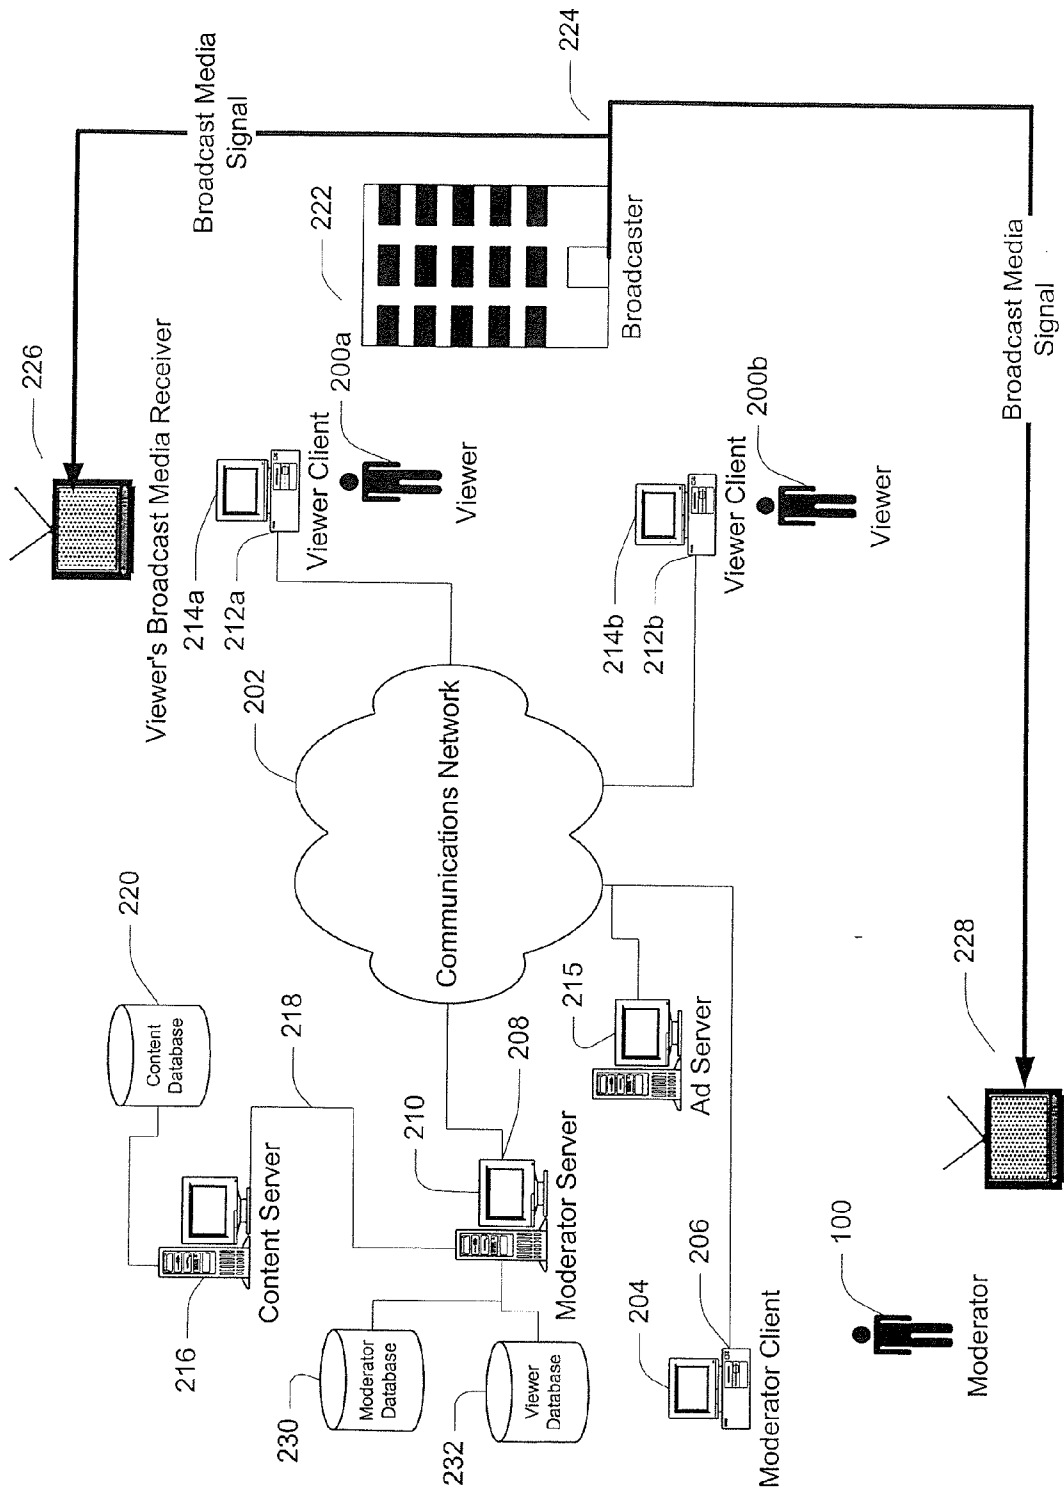 220
Content
Database
216
Content Server
218
230
Moderator
Database
232
Viewer
Database
210
208
Moderator Server
215
Ad Server
204
206
Moderator Client
100
Moderator
228
202
Communications Network
226
Viewer's Broadcast Media Receiver
214a
212a
Viewer Client
200a
Viewer
214b
212b
Viewer Client
200b
Viewer
222
Broadcaster
224
Broadcast Media
Signal
Broadcast Media
Signal